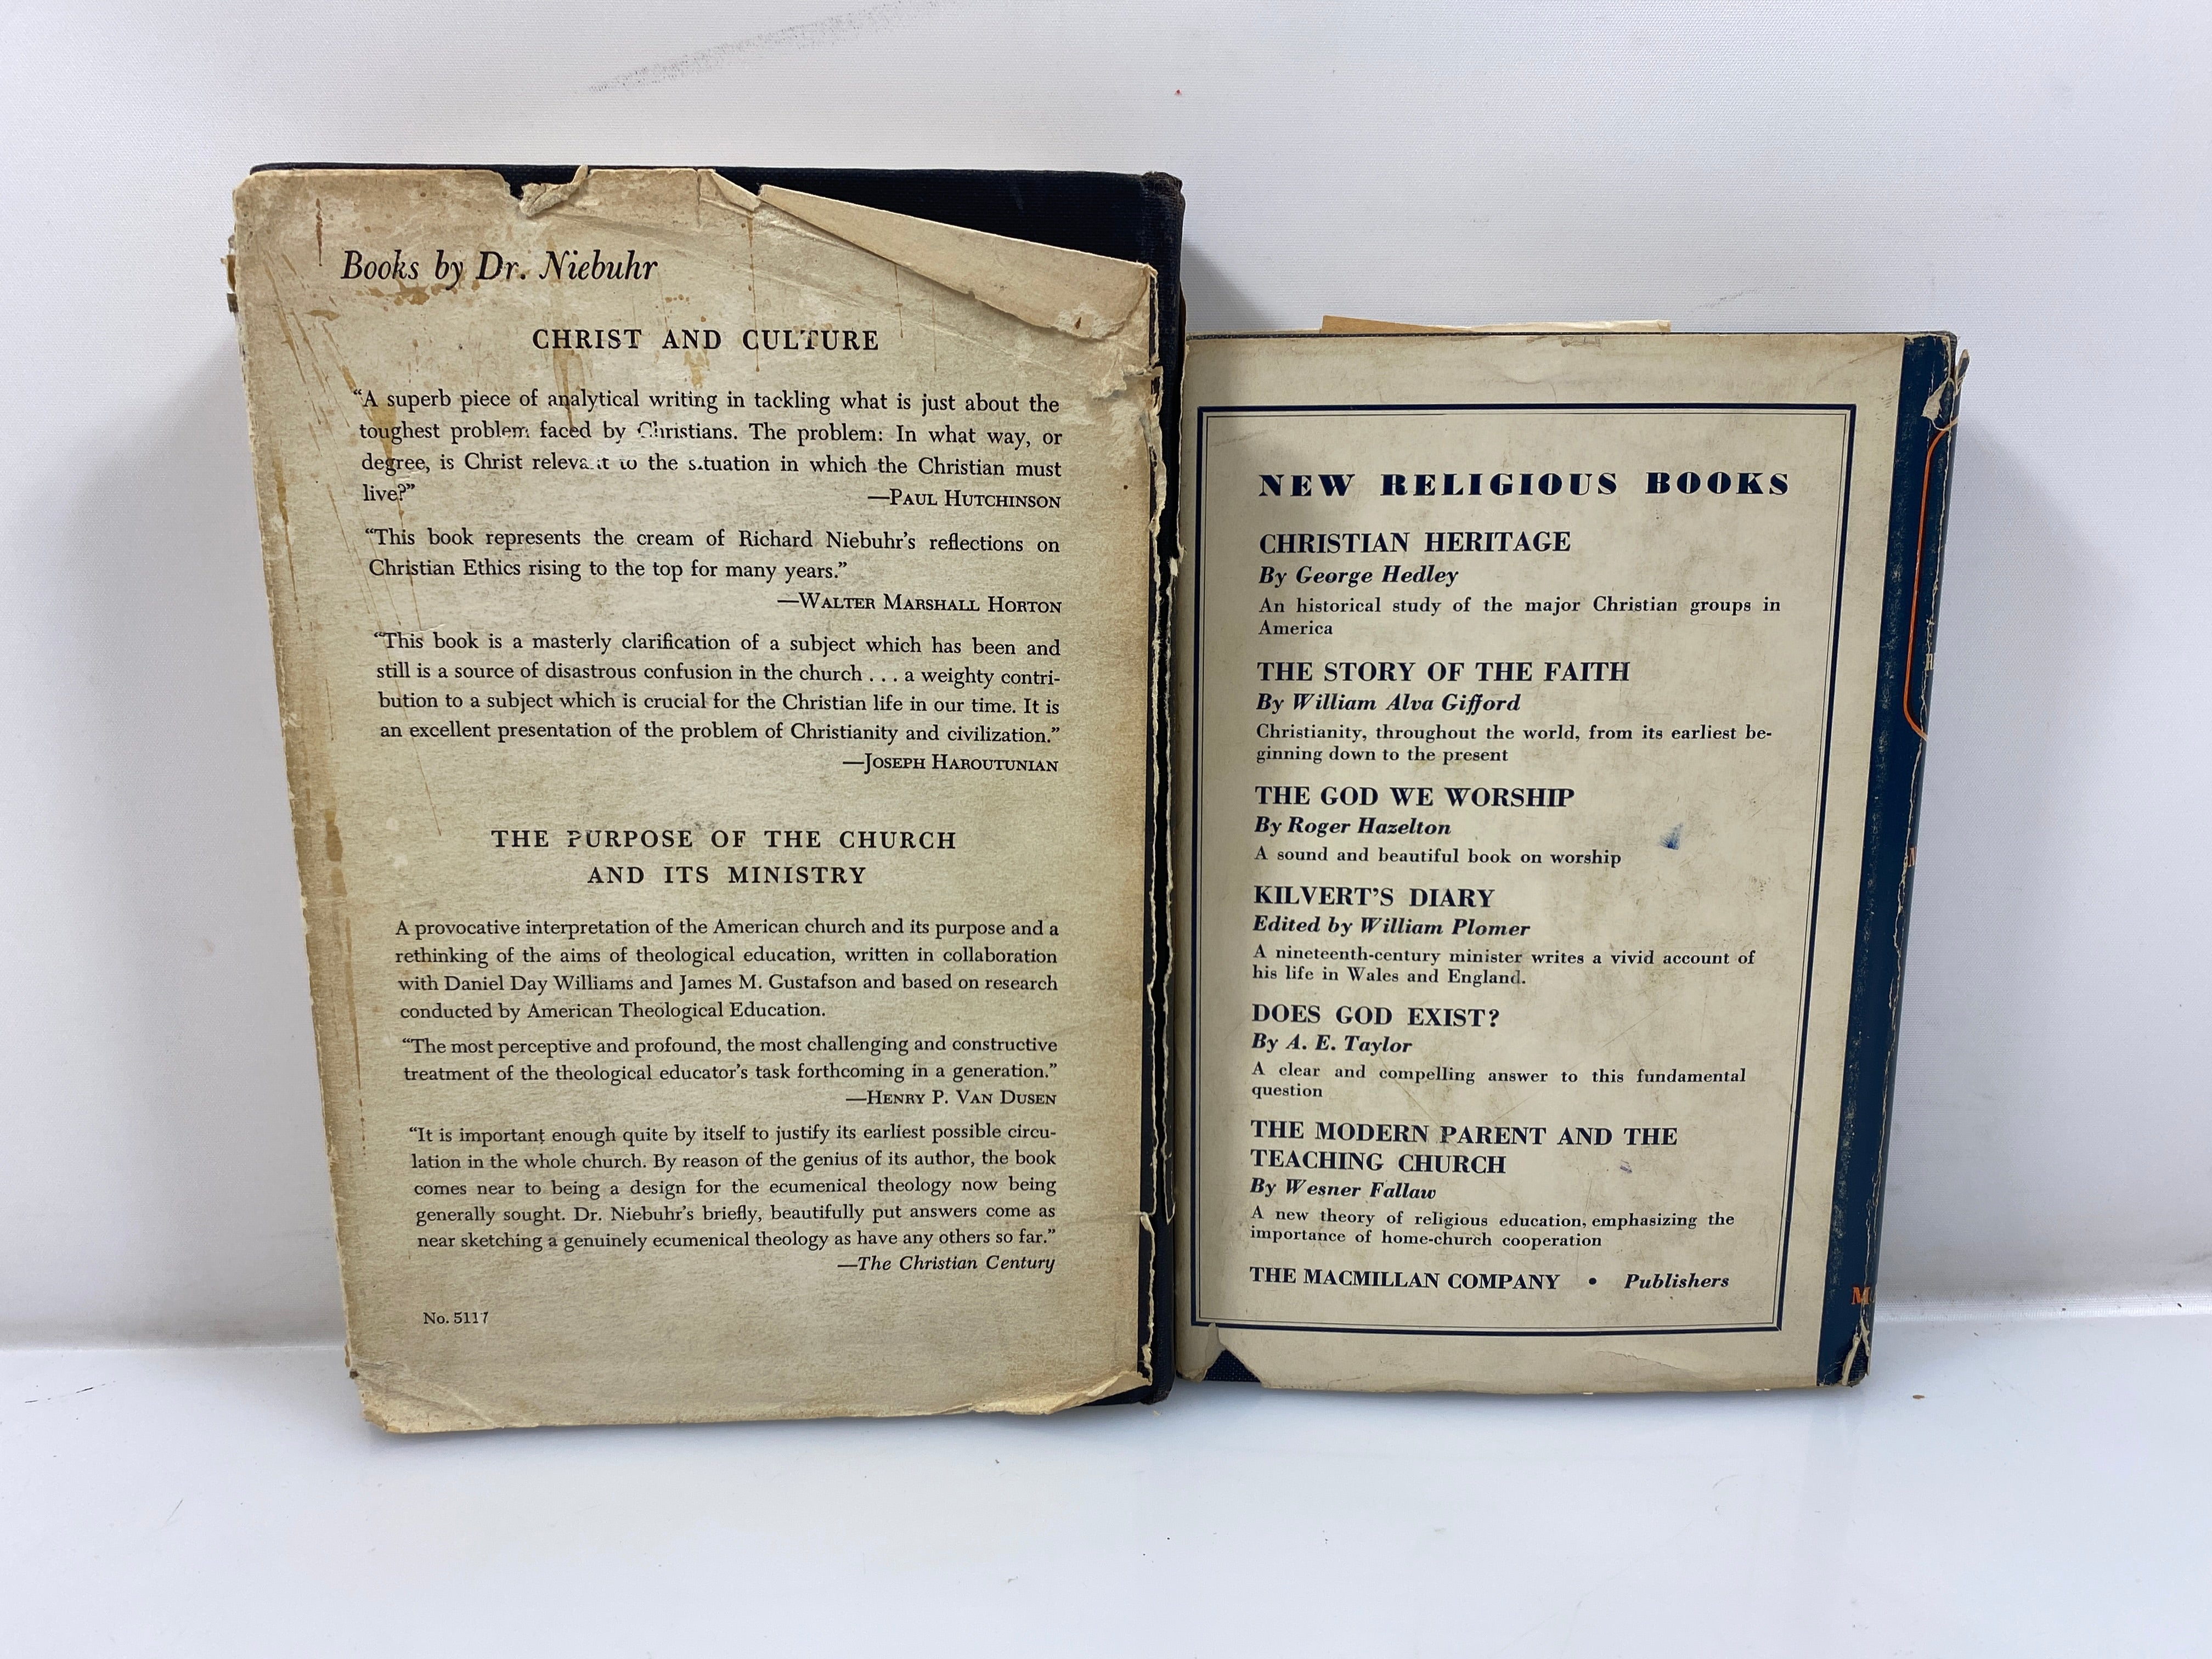 Books by Dr. Niebuhr
CHRIST AND CULTURE
“A superb piece of analytical writing in tackling what is just about the
toughest problem faced by Christians. The problem: In what way, or
degree, is Christ relevant to the situation in which the Christian must
live?”
—PAUL HUTCHINSON
“This book represents the cream of Richard Niebuhr’s reflections on
Christian Ethics rising to the top for many years.”
—WALTER MARSHALL HORTON
“This book is a masterly clarification of a subject which has been and
still is a source of disastrous confusion in the church . . . a weighty contri-
bution to a subject which is crucial for the Christian life in our time. It is
an excellent presentation of the problem of Christianity and civilization.”
—JOSEPH HAROUTUNIAN
THE PURPOSE OF THE CHURCH
AND ITS MINISTRY
A provocative interpretation of the American church and its purpose and a
rethinking of the aims of theological education, written in collaboration
with Daniel Day Williams and James M. Gustafson and based on research
conducted by American Theological Education.
“The most perceptive and profound, the most challenging and constructive
treatment of the theological educator’s task forthcoming in a generation.”
—HENRY P. VAN DUSEN
“It is important enough quite by itself to justify its earliest possible circu-
lation in the whole church. By reason of the genius of its author, the book
comes near to being a design for the ecumenical theology now being
generally sought. Dr. Niebuhr’s briefly, beautifully put answers come as
near sketching a genuinely ecumenical theology as have any others so far.”
—The Christian Century
No. 5117
NEW RELIGIOUS BOOKS
CHRISTIAN HERITAGE
By George Hedley
An historical study of the major Christian groups in
America
THE STORY OF THE FAITH
By William Alva Gifford
Christianity, throughout the world, from its earliest be-
ginning down to the present
THE GOD WE WORSHIP
By Roger Hazelton
A sound and beautiful book on worship
KILVERT’S DIARY
Edited by William Plomer
A nineteenth-century minister writes a vivid account of
his life in Wales and England.
DOES GOD EXIST?
By A. E. Taylor
A clear and compelling answer to this fundamental
question
THE MODERN PARENT AND THE
TEACHING CHURCH
By Wesner Fallaw
A new theory of religious education, emphasizing the
importance of home-church cooperation
THE MACMILLAN COMPANY • Publishers